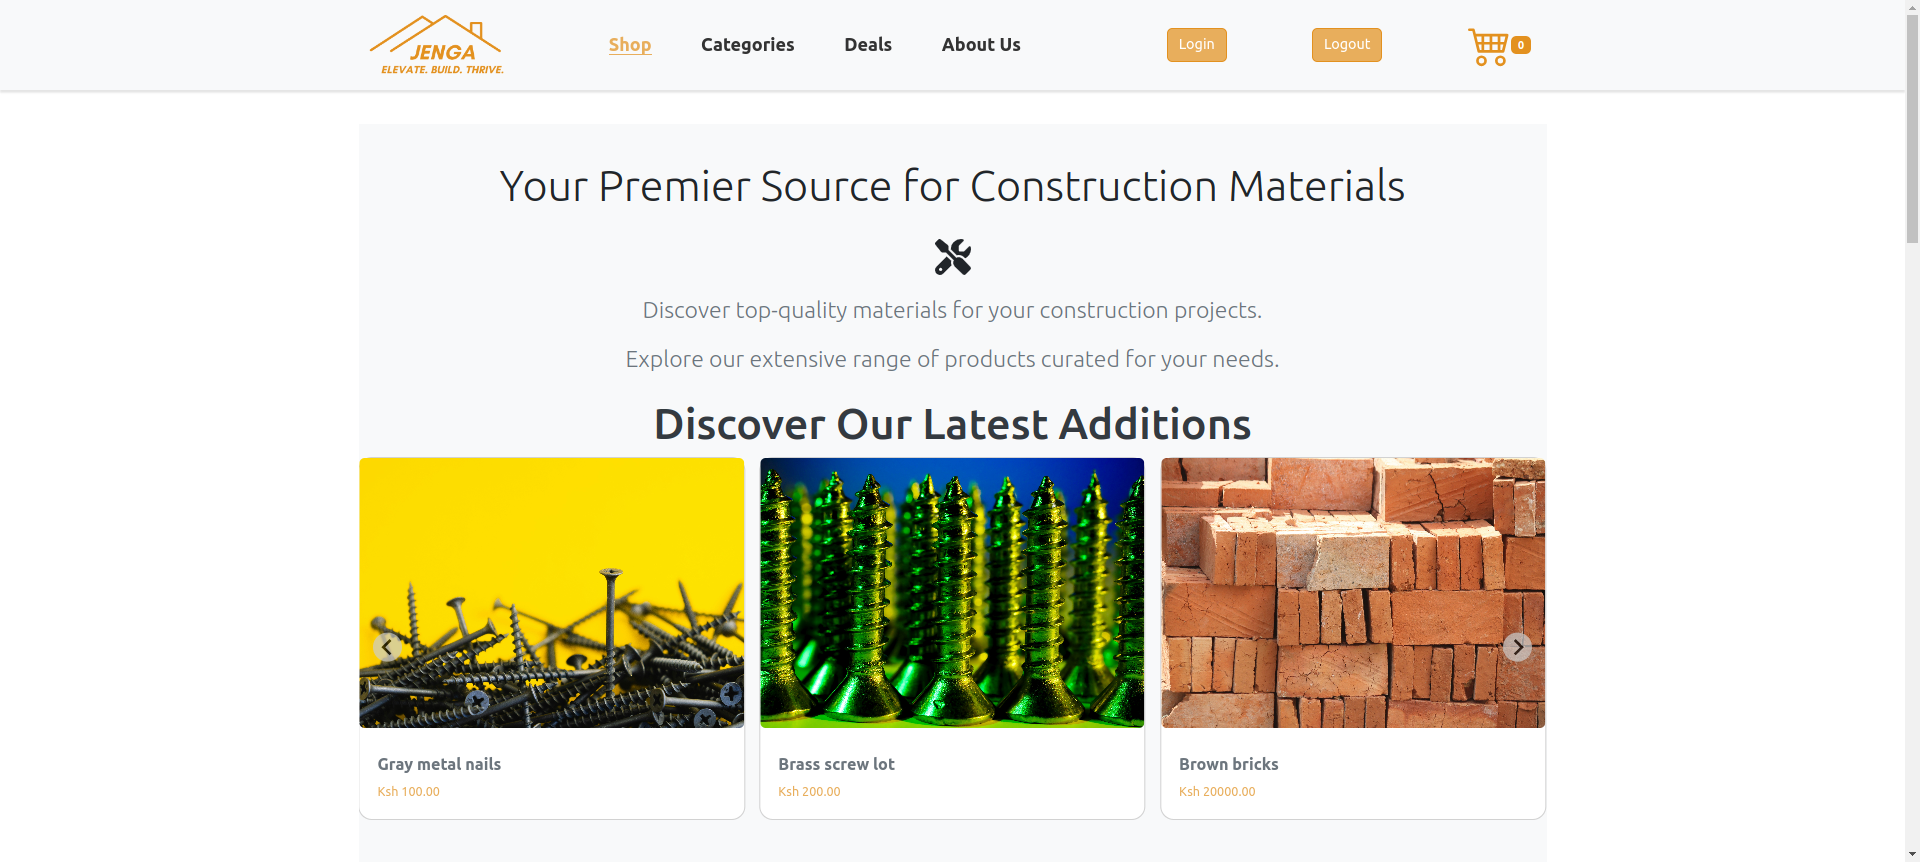 JENGA
ELEVATE. BUILD. THRIVE.
Shop
Categories
Deals
About Us
Login
Logout
0
Your Premier Source for Construction Materials
Discover top-quality materials for your construction projects.
Explore our extensive range of products curated for your needs.
Discover Our Latest Additions
Gray metal nails
Ksh 100.00
Brass screw lot
Ksh 200.00
Brown bricks
Ksh 20000.00